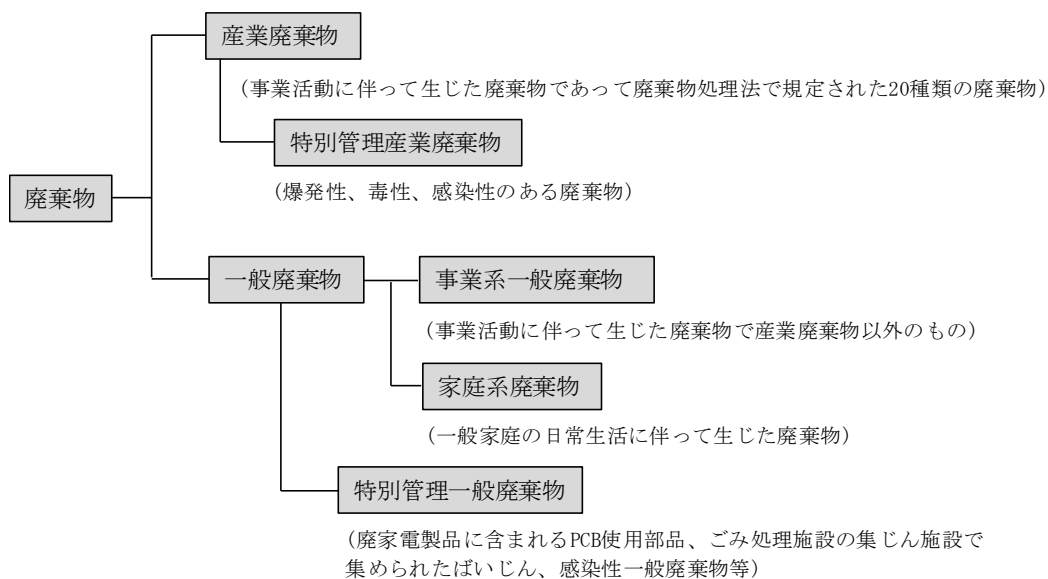 産業廃棄物
(事業活動に伴って生じた廃棄物であって廃棄物処理法で規定された20種類の廃棄物)
特別管理産業廃棄物
(爆発性、毒性、感染性のある廃棄物)
廃棄物
一般廃棄物
事業系一般廃棄物
(事業活動に伴って生じた廃棄物で産業廃棄物以外のもの)
家庭系廃棄物
(一般家庭の日常生活に伴って生じた廃棄物)
特別管理一般廃棄物
(廃家電製品に含まれるPCB使用部品、ごみ処理施設の集じん施設で
集められたばいじん、感染性一般廃棄物等)